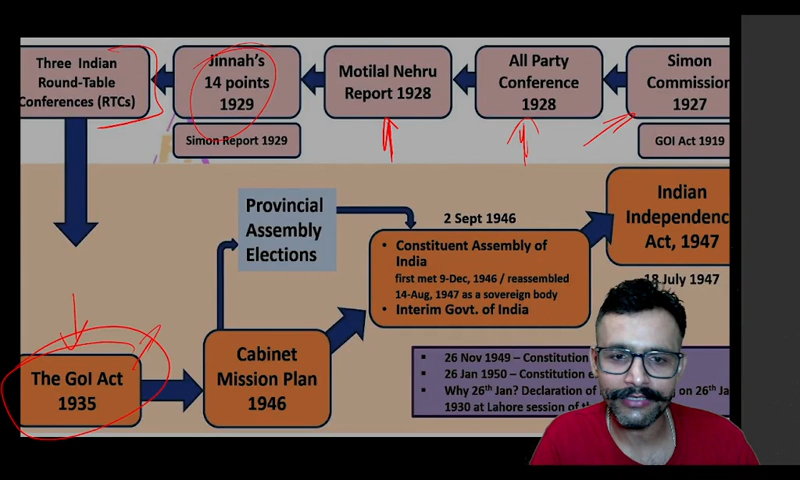 Three Indian
Round-Table
Conferences (RTCs)
Jinnah's
14 points
1929
Motilal Nehru
Report 1928
All Party
Conference
1928
Simon
Commission
1927
Simon Report 1929
GOI Act 1919
Provincial
Assembly
Elections
2 Sept 1946
Constituent Assembly of
India
first met 9-Dec, 1946 / reassembled
14-Aug, 1947 as a sovereign body
Interim Govt. of India
Indian
Independenc
Act, 1947
18 July 1947
The GoI Act
1935
Cabinet
Mission Plan
1946
26 Nov 1949 – Constitution
26 Jan 1950 – Constitution
Why 26th Jan? Declaration of on 26th Ja
1930 at Lahore session of